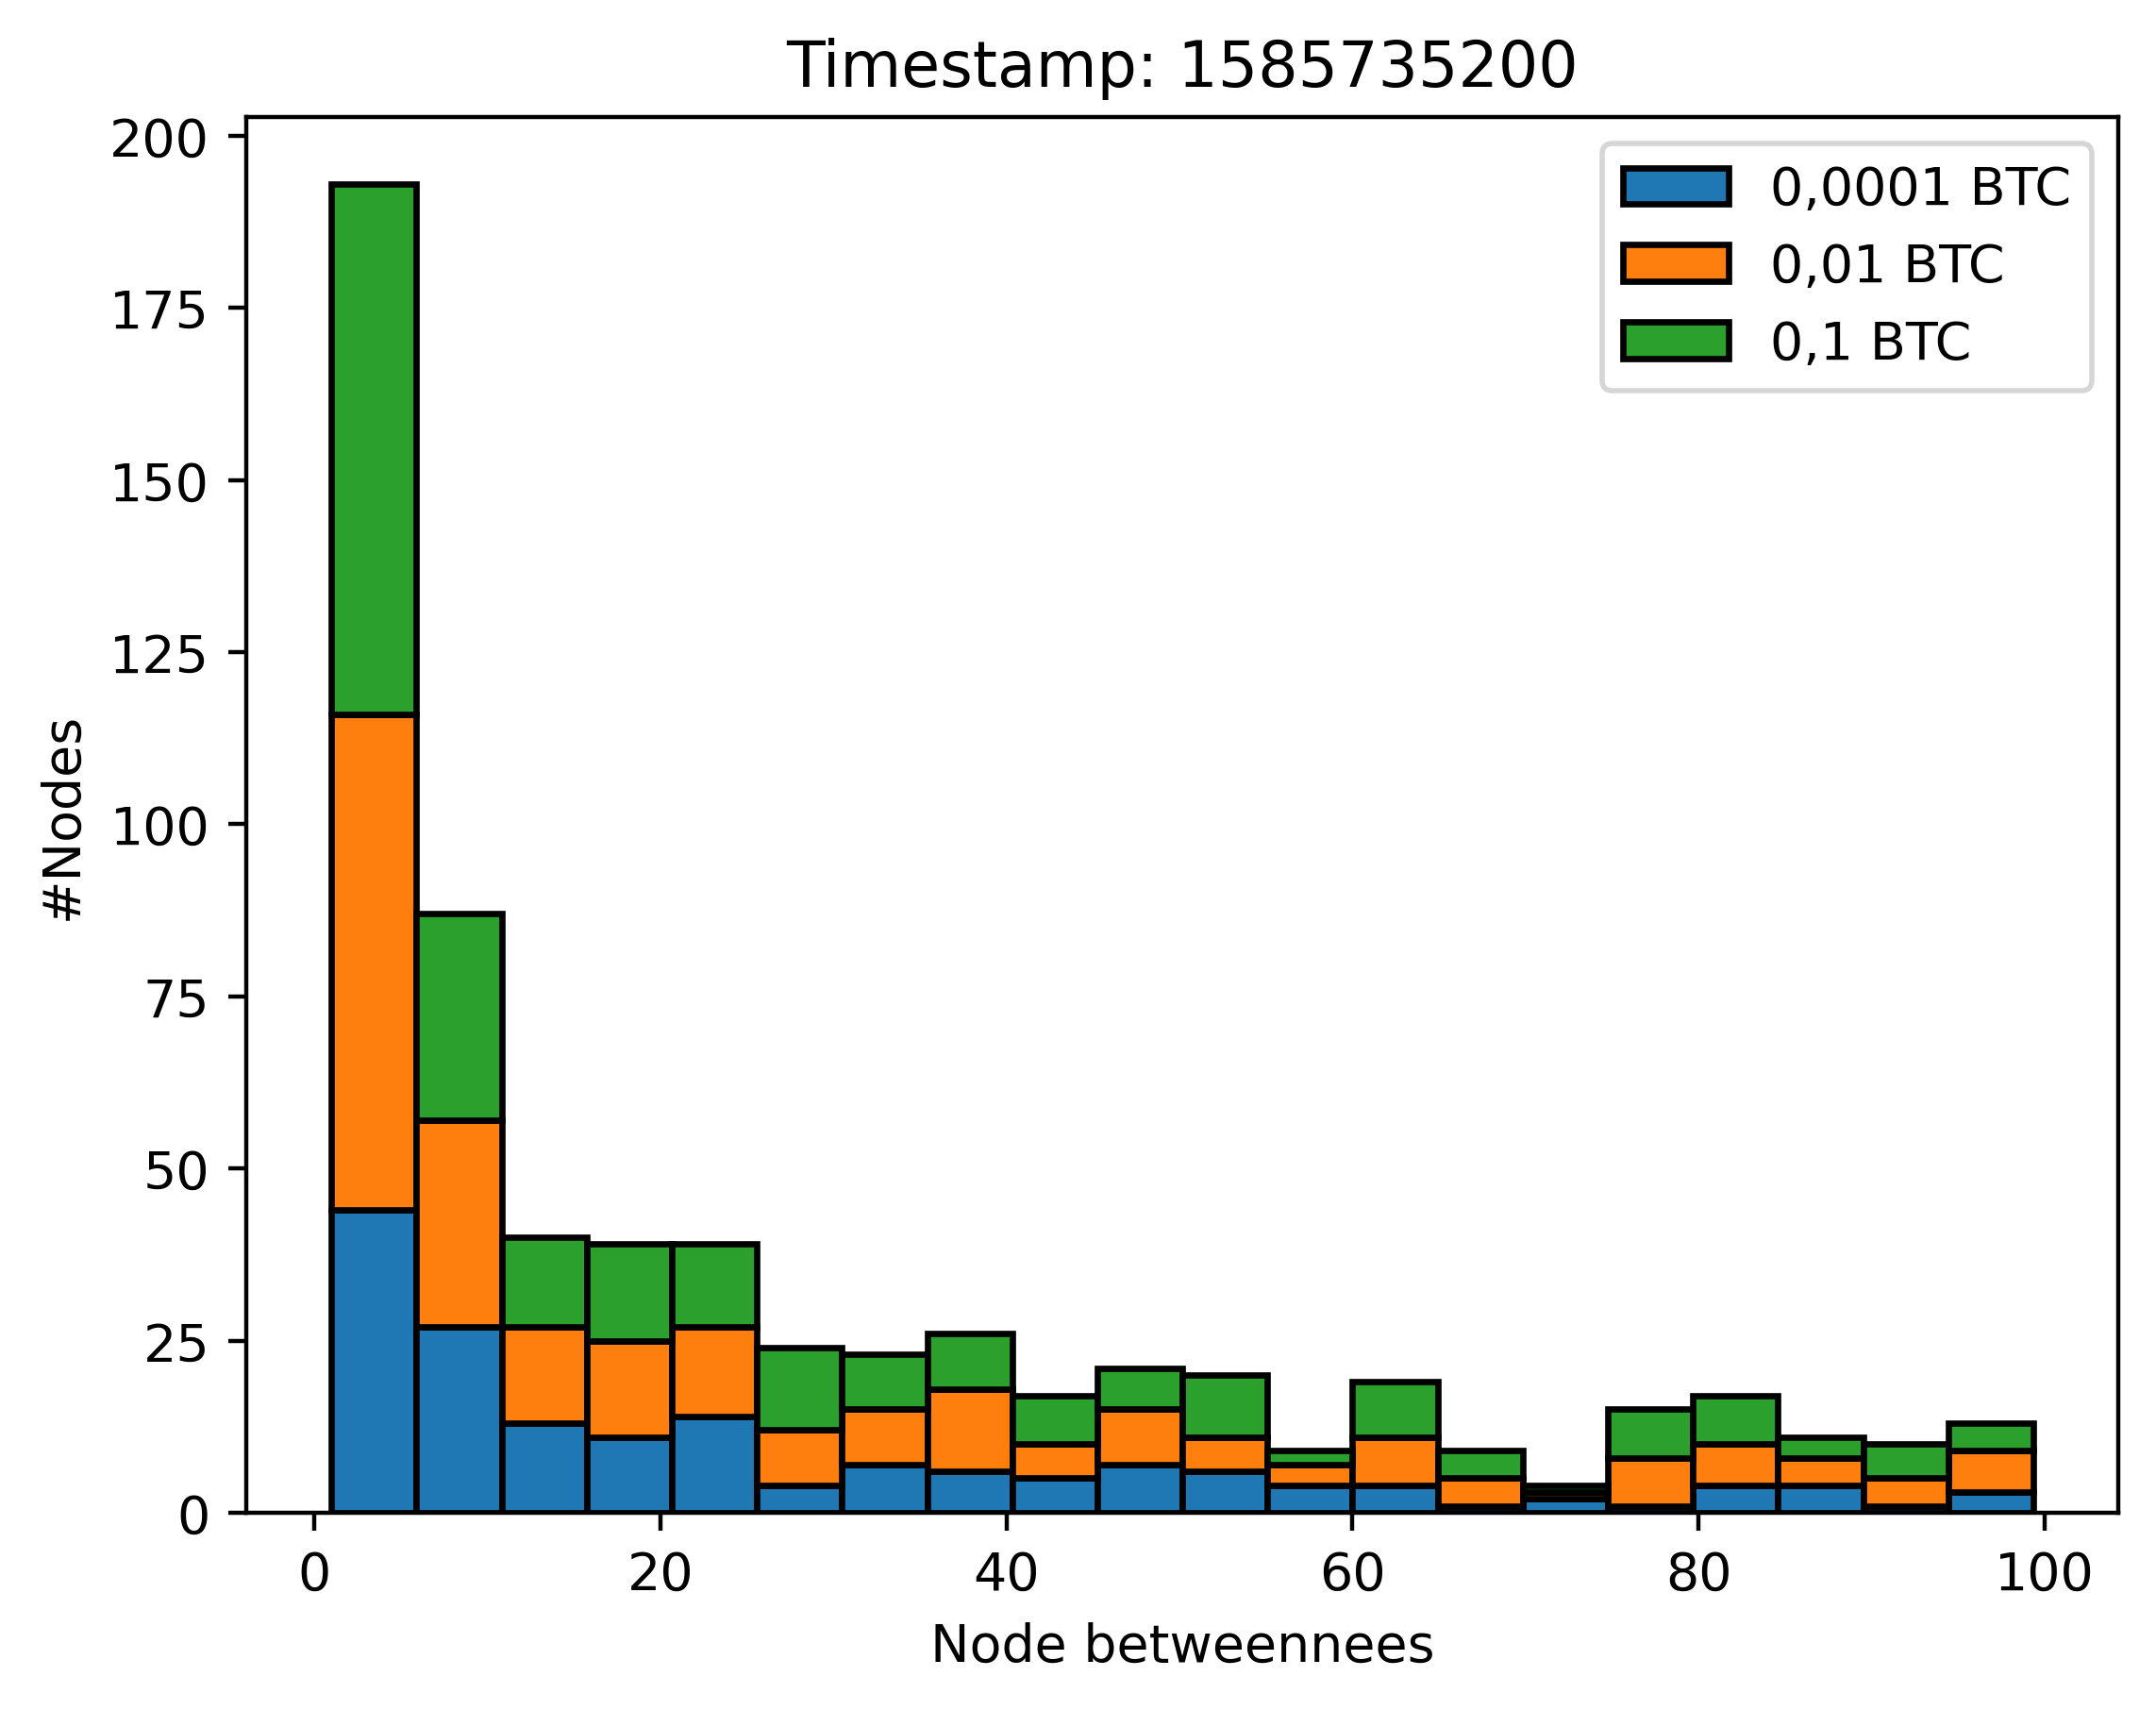 Timestamp: 1585735200
0,0001 BTC
0,01 BTC
0,1 BTC
200
175
150
125
100
75
50
25
0
#Nodes
0 20 40 60 80 100
Node betweennees